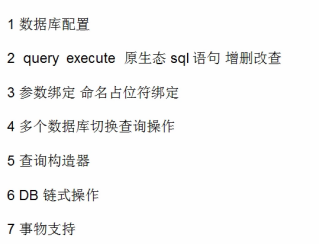 1 数据库配置
2 query execute 原生态 sql 语句 增删改查
3 参数绑定 命名占位符绑定
4 多个数据库切换查询操作
5 查询构造器
6 DB 链式操作
7 事物支持